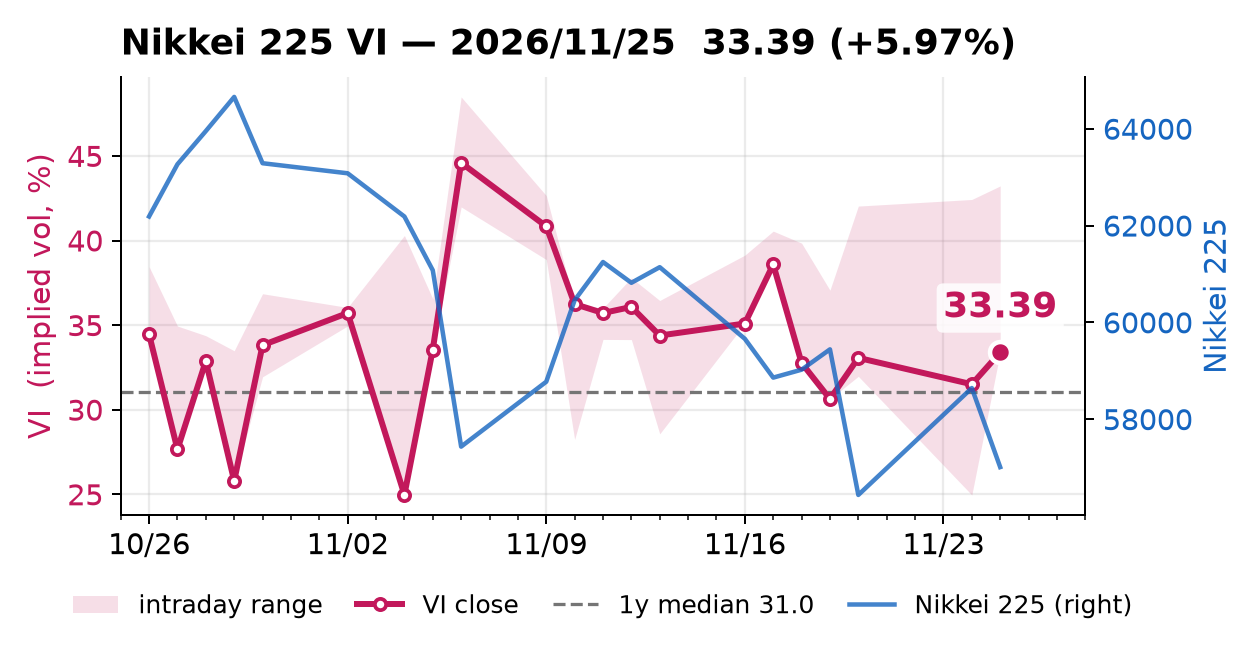 Nikkei 225 VI — 2026/11/25  33.39 (+5.97%)
VI  (implied vol, %)
45
40
35
30
25
64000
62000
60000
58000
Nikkei 225
33.39
10/26
11/02
11/09
11/16
11/23
intraday range
VI close
1y median 31.0
Nikkei 225 (right)